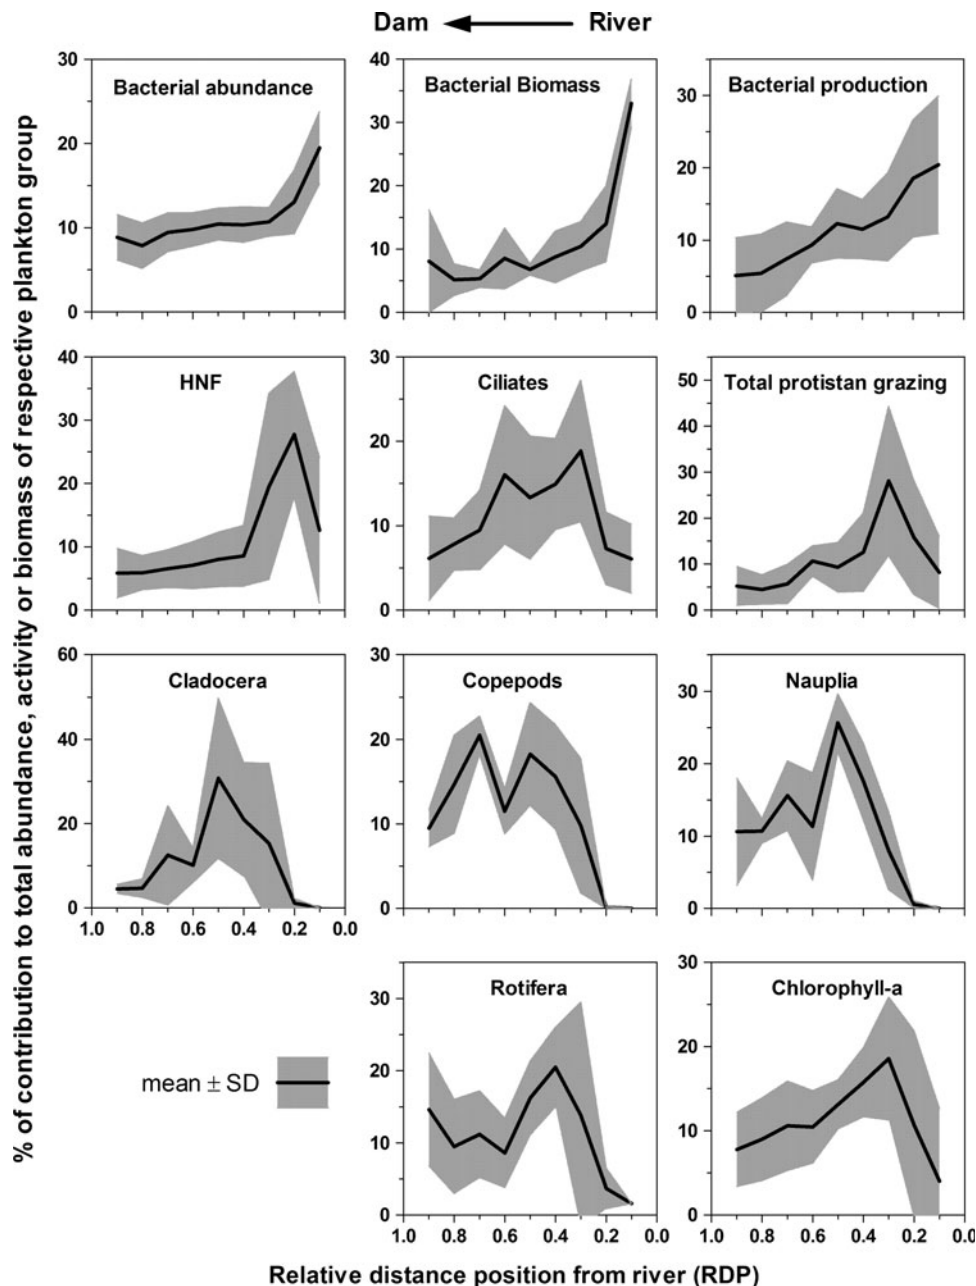 Dam River
% of contribution to total abundance, activity or biomass of respective plankton group
Bacterial abundance
30
20
10
0
Bacterial Biomass
40
30
20
10
0
Bacterial production
30
20
10
0
HNF
40
30
20
10
0
Ciliates
30
20
10
0
Total protistan grazing
50
40
30
20
10
0
Cladocera
60
40
20
0
1.0 0.8 0.6 0.4 0.2 0.0
Copepods
30
20
10
0
Nauplia
30
20
10
0
mean ± SD
Rotifera
30
20
10
0
1.0 0.8 0.6 0.4 0.2 0.0
Chlorophyll-a
30
20
10
0
1.0 0.8 0.6 0.4 0.2 0.0
Relative distance position from river (RDP)